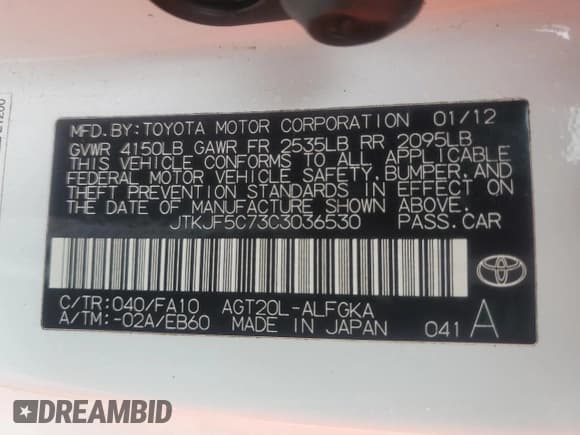 MFD.BY:TOYOTA MOTOR CORPORATION 01/12
GVWR 4150LB GAWR FR 2535LB RR 2095LB
THIS VEHICLE CONFORMS TO ALL APPLICABLE
FEDERAL MOTOR VEHICLE SAFETY,BUMPER,AND
THEFT PREVENTION STANDARDS IN EFFECT ON
THE DATE OF MANUFACTURE SHOWN ABOVE.
JTKJF5C73C3036530 PASS.CAR
C/TR:040/FA10 AGT20L-ALFGKA
A/TM:-02A/EB60 MADE IN JAPAN 041 A
DREAMBID